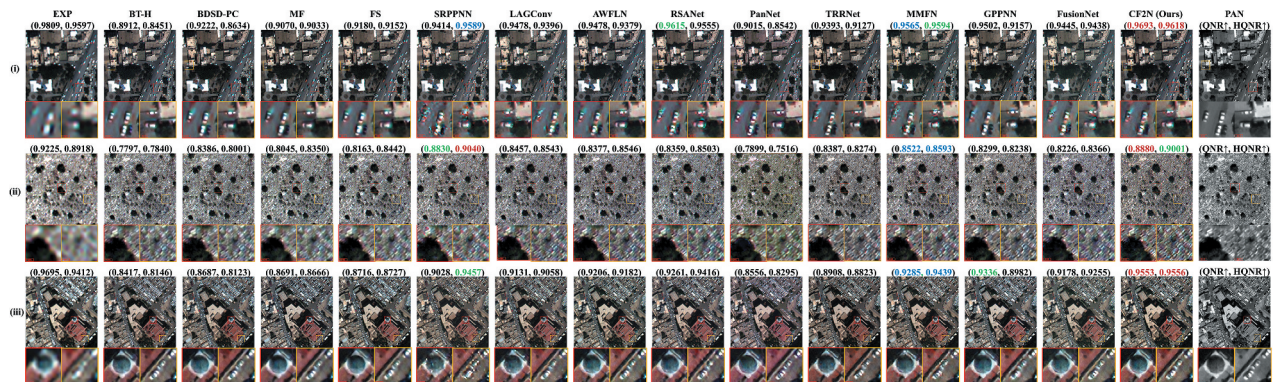 EXP BT-H BDSD-PC MF FS SRPPNN LAGConv AWFLN RSANet PanNet TRRNet MMFN GPPNN FusionNet CF2N (Ours) PAN
(0.9809, 0.9597) (0.8912, 0.8451) (0.9222, 0.8634) (0.9070, 0.9033) (0.9180, 0.9152) (0.9414, 0.9589) (0.9478, 0.9396) (0.9478, 0.9379) (0.9615, 0.9555) (0.9015, 0.8542) (0.9393, 0.9127) (0.9565, 0.9594) (0.9502, 0.9157) (0.9445, 0.9438) (0.9693, 0.9618) (QNR↑, HQNR↑)
(i)
(0.9225, 0.8918) (0.7797, 0.7840) (0.8386, 0.8001) (0.8045, 0.8350) (0.8163, 0.8442) (0.8830, 0.9040) (0.8457, 0.8543) (0.8377, 0.8546) (0.8359, 0.8503) (0.7899, 0.7516) (0.8387, 0.8274) (0.8522, 0.8593) (0.8299, 0.8238) (0.8226, 0.8366) (0.8880, 0.9001) (QNR↑, HQNR↑)
(ii)
(0.9695, 0.9412) (0.8417, 0.8146) (0.8687, 0.8123) (0.8691, 0.8666) (0.8716, 0.8727) (0.9028, 0.9457) (0.9131, 0.9058) (0.9206, 0.9182) (0.9261, 0.9416) (0.8556, 0.8295) (0.8908, 0.8823) (0.9285, 0.9439) (0.9336, 0.8982) (0.9178, 0.9255) (0.9553, 0.9556) (QNR↑, HQNR↑)
(iii)